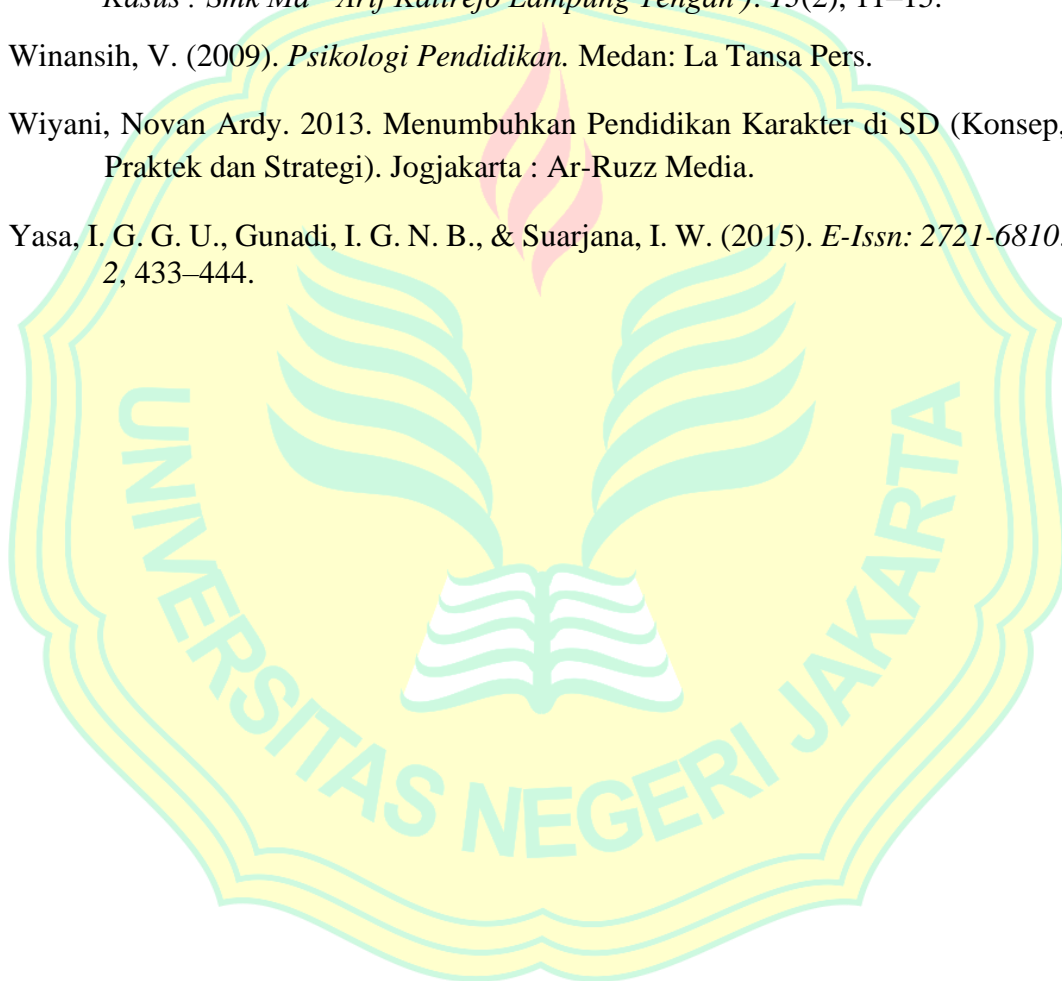 Kasus : Smk Ma " Arif Kalirejo Lampung Tengah ). 15(2), 11–15.
Winansih, V. (2009). Psikologi Pendidikan. Medan: La Tansa Pers.
Wiyani, Novan Ardy. 2013. Menumbuhkan Pendidikan Karakter di SD (Konsep,
Praktek dan Strategi). Jogjakarta : Ar-Ruzz Media.
Yasa, I. G. G. U., Gunadi, I. G. N. B., & Suarjana, I. W. (2015). E-Issn: 2721-6810.
2, 433–444.
UNIVERSITAS NEGERI JAKARTA